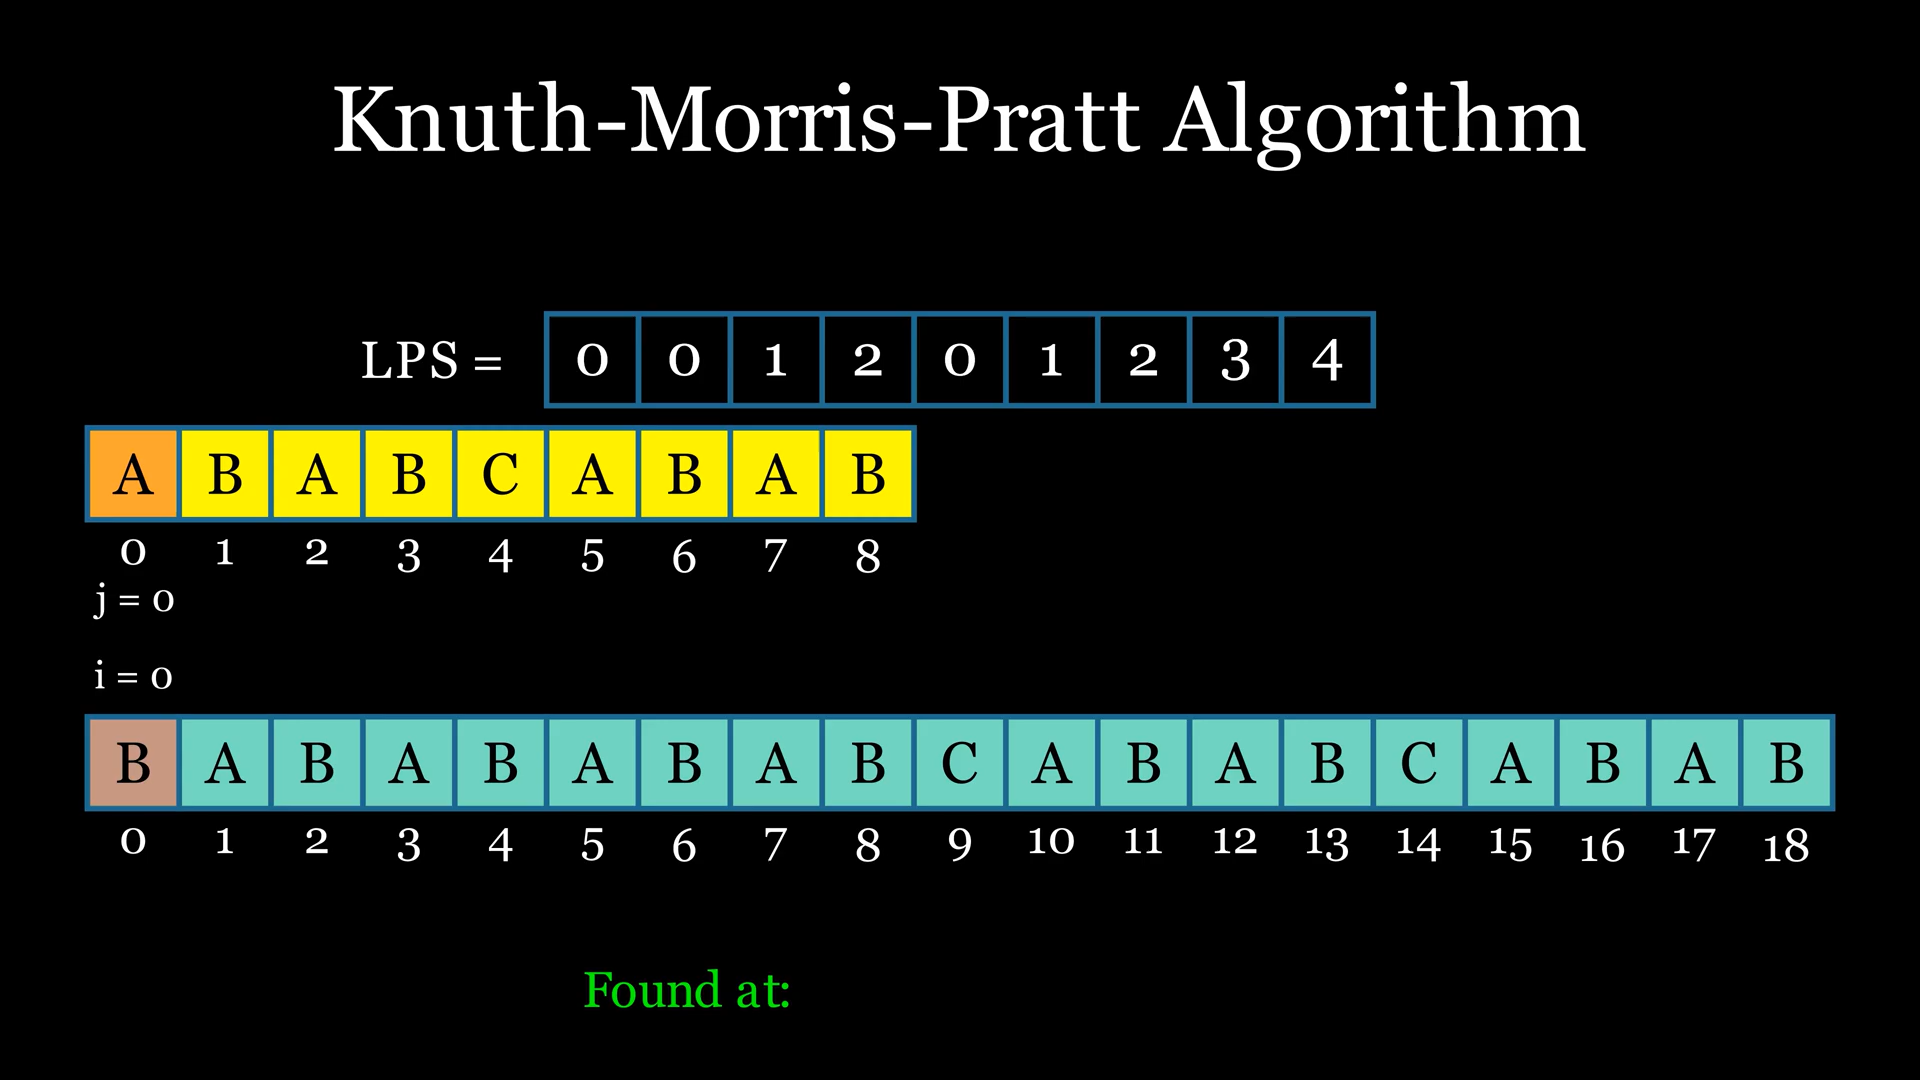 Knuth-Morris-Pratt Algorithm
LPS = 0 0 1 2 0 1 2 3 4
A B A B C A B A B
0 1 2 3 4 5 6 7 8
j = 0
i = 0
B A B A B A B A B C A B A B C A B A B
0 1 2 3 4 5 6 7 8 9 10 11 12 13 14 15 16 17 18
Found at: